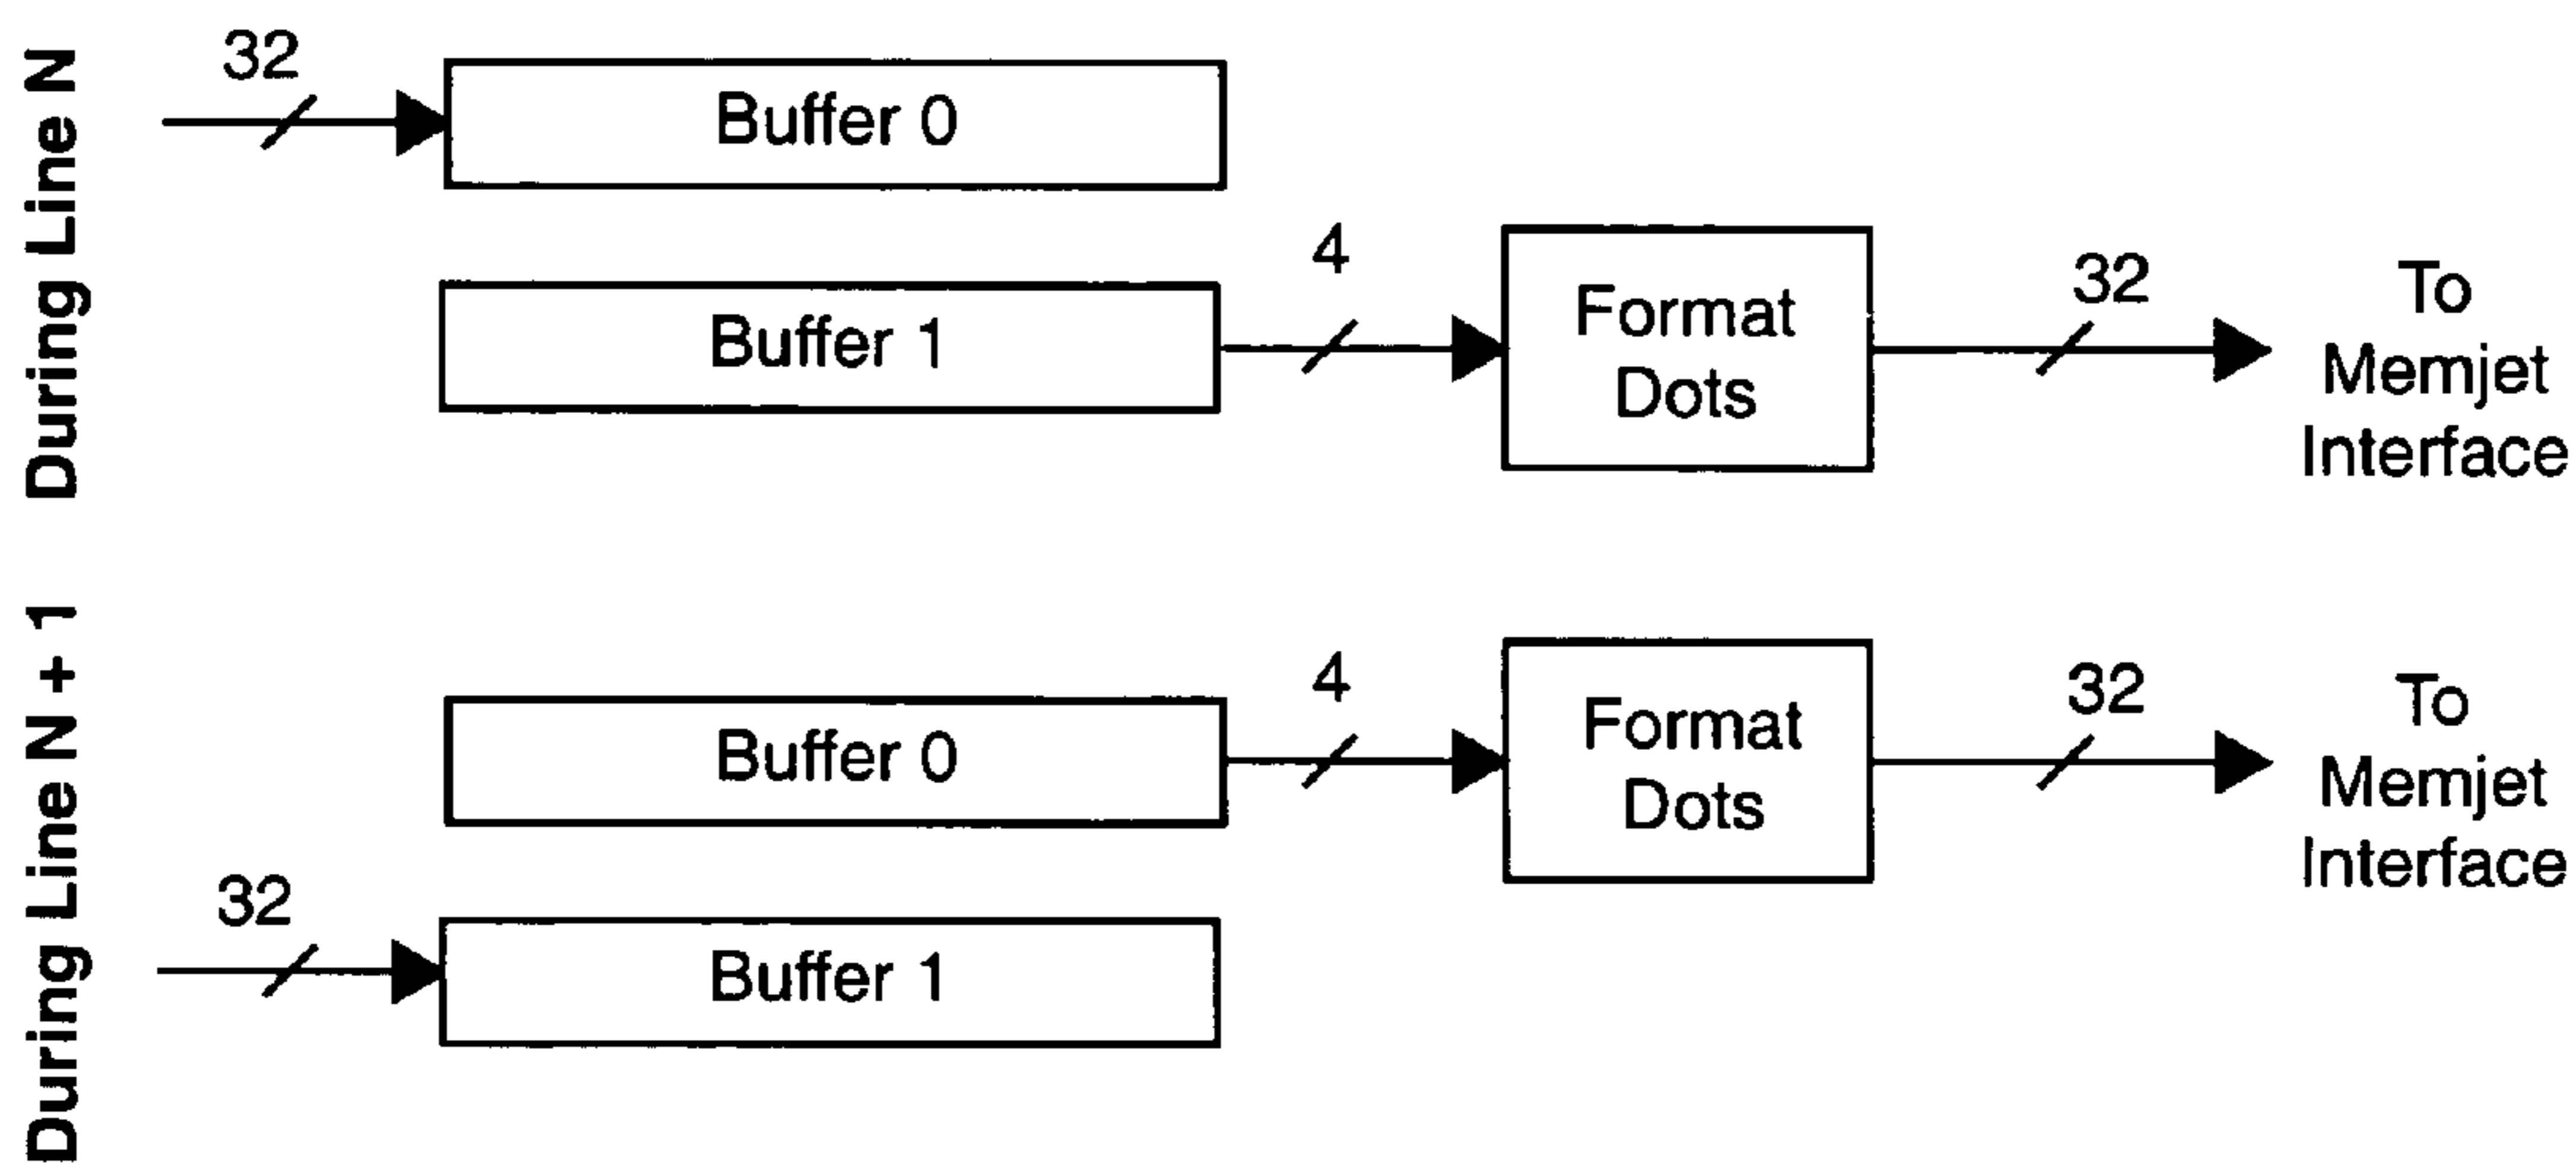 During Line N
32
Buffer 0
Buffer 1
4
Format
Dots
32
To
Memjet
Interface
During Line N + 1
Buffer 0
4
Format
Dots
32
To
Memjet
Interface
32
Buffer 1